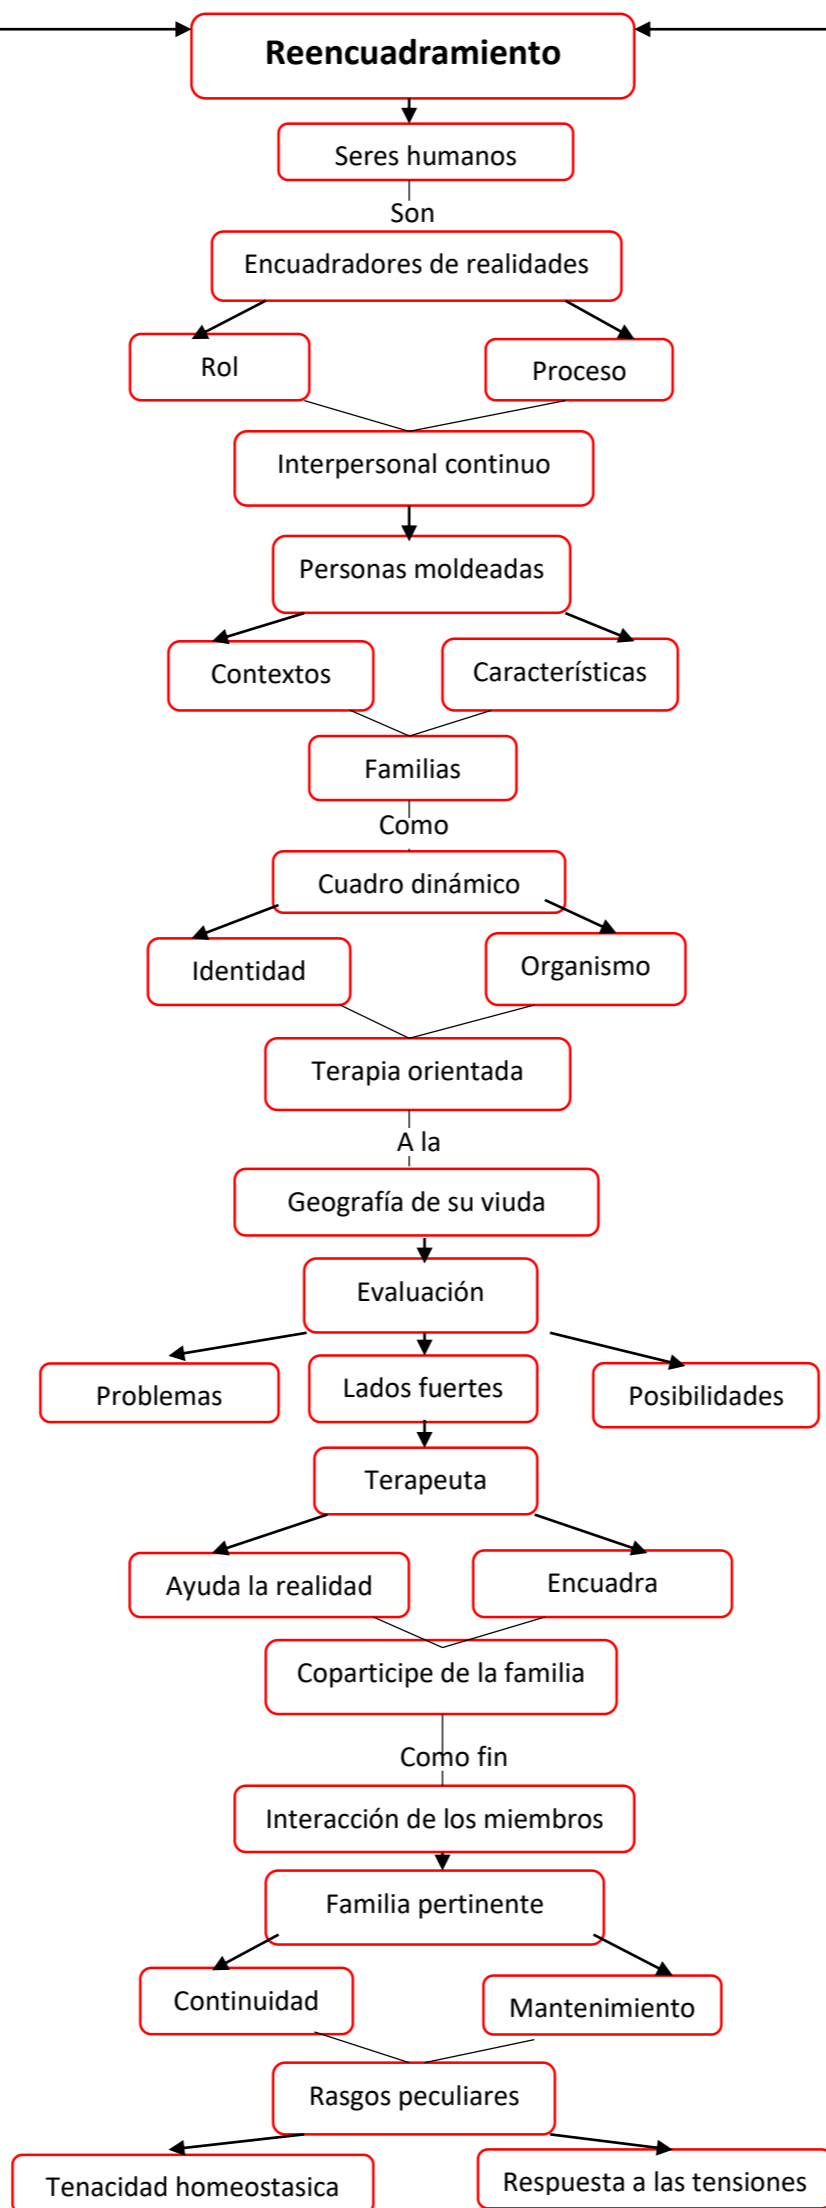 Reencuadramiento
Seres humanos
Son
Encuadradores de realidades
Rol
Proceso
Interpersonal continuo
Personas moldeadas
Contextos
Característícas
Familias
Como
Cuadro dinámico
Identidad
Organismo
Terapia orientada
A la
Geografía de su viuda
Evaluación
Problemas
Lados fuertes
Posibilidades
Terapeuta
Ayuda la realidad
Encuadra
Coparticipe de la familia
Como fin
Interacción de los miembros
Familia pertinente
Continuidad
Mantenimiento
Rasgos peculiares
Tenacidad homeostasica
Respuesta a las tensiones